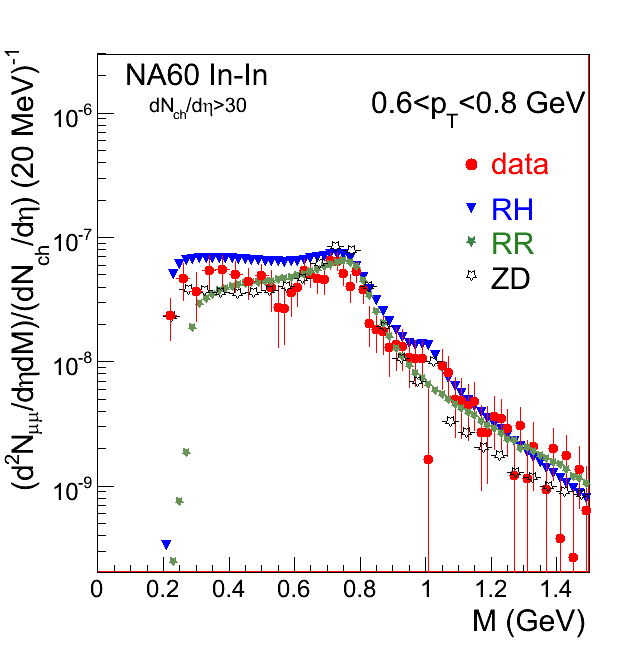 NA60 In-In
dN_ch/dη>30
0.6<p_T<0.8 GeV
data
RH
RR
ZD
(d²N_μμ/dηdM)/(dN_ch/dη) (20 MeV)⁻¹
10⁻⁶
10⁻⁷
10⁻⁸
10⁻⁹
0 0.2 0.4 0.6 0.8 1 1.2 1.4
M (GeV)